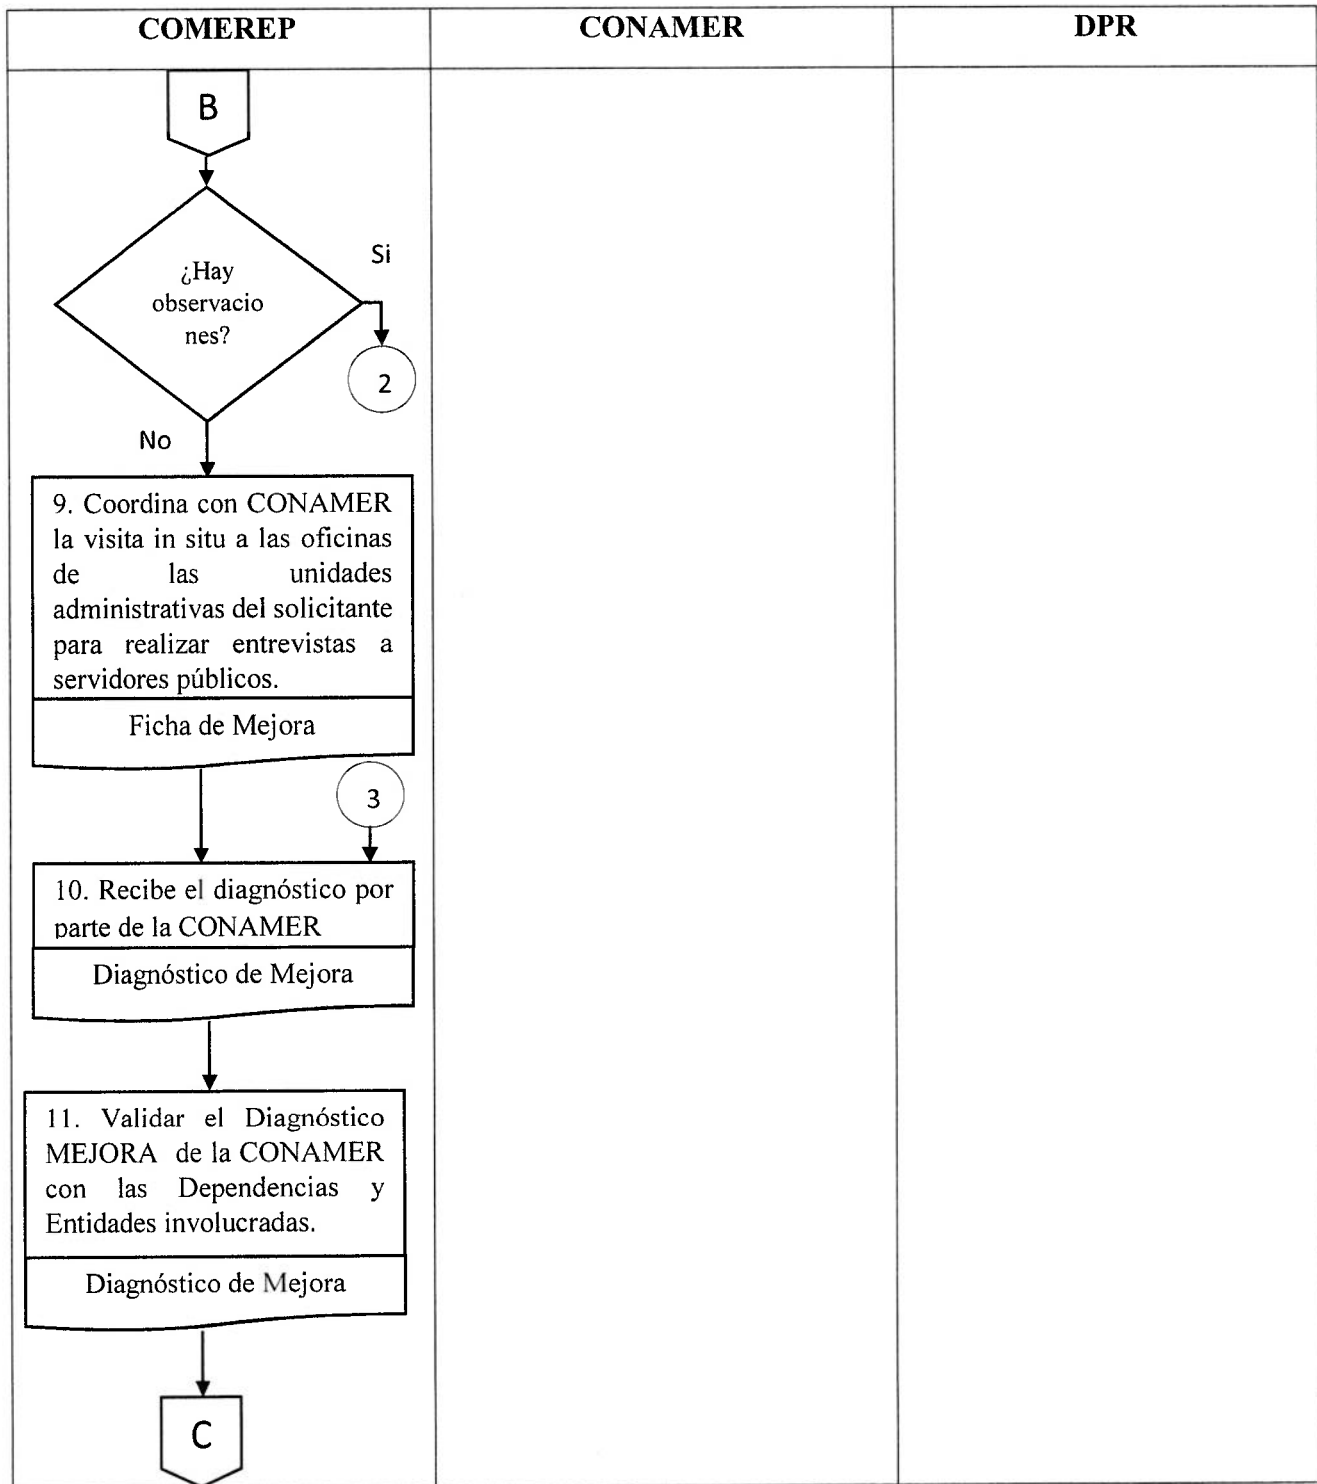 COMEREP CONAMER DPR
B
¿Hay
observacio
nes?
Si
2
No
9. Coordina con CONAMER
la visita in situ a las oficinas
de las unidades
administrativas del solicitante
para realizar entrevistas a
servidores públicos.
Ficha de Mejora
3
10. Recibe el diagnóstico por
parte de la CONAMER
Diagnóstico de Mejora
11. Validar el Diagnóstico
MEJORA de la CONAMER
con las Dependencias y
Entidades involucradas.
Diagnóstico de Mejora
C